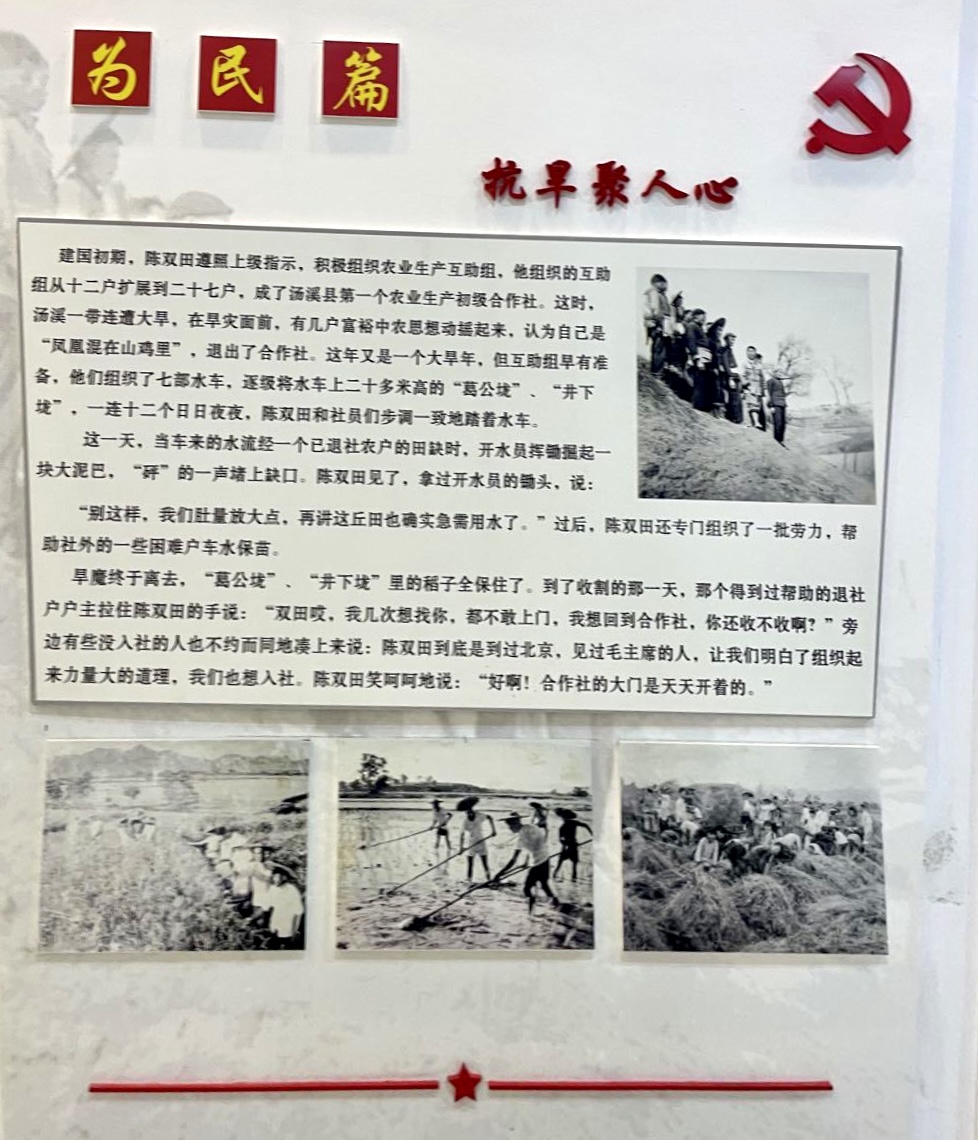 为民篇
抗旱聚人心
建国初期，陈双田遵照上级指示，积极组织农业生产互助组，他组织的互助
组从十二户扩展到二十七户，成了汤溪县第一个农业生产初级合作社。这时，
汤溪一带连遭大旱，在旱灾面前，有几户富裕中农思想动摇起来，认为自己是
“凤凰混在山鸡里”，退出了合作社。这年又是一个大旱年，但互助组早有准
备，他们组织了七部水车，逐级将水车上二十多米高的“葛公垅”、“井下
垅”，一连十二个日日夜夜，陈双田和社员们步调一致地踏着水车。
这一天，当车来的水流经一个已退社农户的田缺时，开水员挥锄掘起一
块大泥巴，“砰”的一声堵上缺口。陈双田见了，拿过开水员的锄头，说：
“别这样，我们肚量放大点，再讲这丘田也确实急需用水了。”过后，陈双田还专门组织了一批劳力，帮
助社外的一些困难户车水保苗。
旱魔终于离去，“葛公垅”、“井下垅”里的稻子全保住了。到了收割的那一天，那个得到过帮助的退社
户户主拉住陈双田的手说：“双田哎，我几次想找你，都不敢上门，我想回到合作社，你还收不收啊？”旁
边有些没入社的人也不约而同地凑上来说：陈双田到底是到过北京，见过毛主席的人，让我们明白了组织起
来力量大的道理，我们也想入社。陈双田笑呵呵地说：“好啊！合作社的大门是天天开着的。”